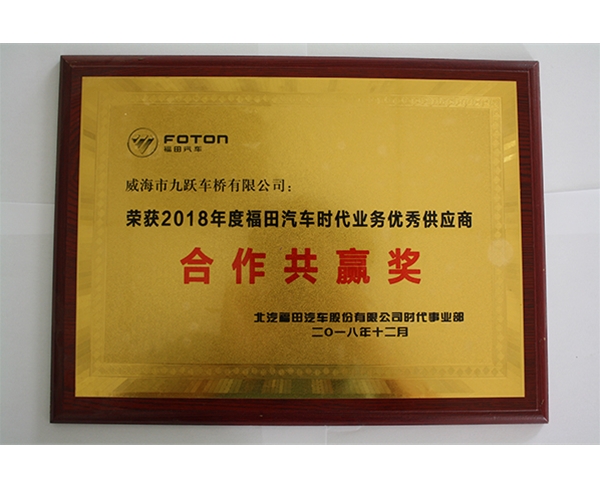 FOTON
福田汽车
威海市九跃车桥有限公司：
荣获2018年度福田汽车时代业务优秀供应商
合作共赢奖
北汽福田汽车股份有限公司时代事业部
二〇一八年十二月